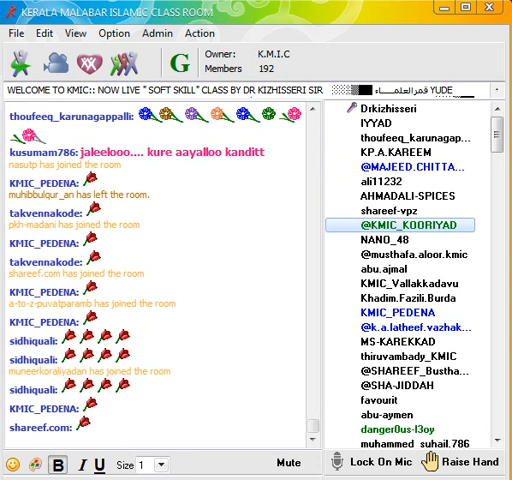 KERALA MALABAR ISLAMIC CLASS ROOM
File Edit View Option Admin Action
G
Owner: K.M.I.C
Members 192
WELCOME TO KMIC:: NOW LIVE " SOFT SKILL" CLASS BY DR KIZHISSERI SIR
YUDE
thoufeeq_karunagappalli:
kusumam786: jaleelooo.... kure aayalloo kanditt
nasutp has joined the room
KMIC_PEDENA:
muhibbulqur_an has left the room.
takvennakode:
pkh-madani has joined the room
KMIC_PEDENA:
takvennakode:
shareef.com has joined the room
KMIC_PEDENA:
a-to-z-puvatparamb has joined the room
KMIC_PEDENA:
sidhiquali:
sidhiquali:
muneerkoraliyadan has joined the room
sidhiquali:
KMIC_PEDENA:
shareef.com:
Drkizhisseri
IYYAD
thoufeeq_karunagap...
KP.A.KAREEM
@MAJEED.CHITTA...
ali11232
AHMADALI-SPICES
shareef-vpz
@KMIC_KOORIYAD
NANO_48
@musthafa.aloor.kmic
abu.ajmal
KMIC_Vallakkadavu
Khadim.Fazili.Burda
KMIC_PEDENA
@k.a.latheef.vazhak...
MS-KAREKKAD
thiruvambady_KMIC
@SHAREEF_Bustha...
@SHA-JIDDAH
favourit
abu-aymen
danger0us-l3oy
muhammed_suhail.786
B I U Size 1 Mute
Lock On Mic Raise Hand